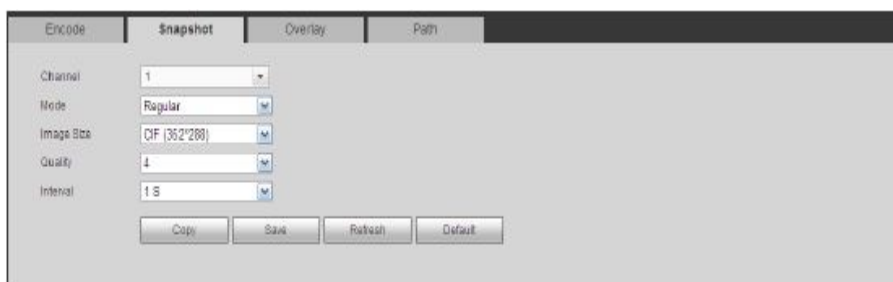 Encode Snapshot Overlay Path
Channel 1
Mode Regular
Image Size CIF (352*288)
Quality 4
Interval 1 S
Copy Save Refresh Default